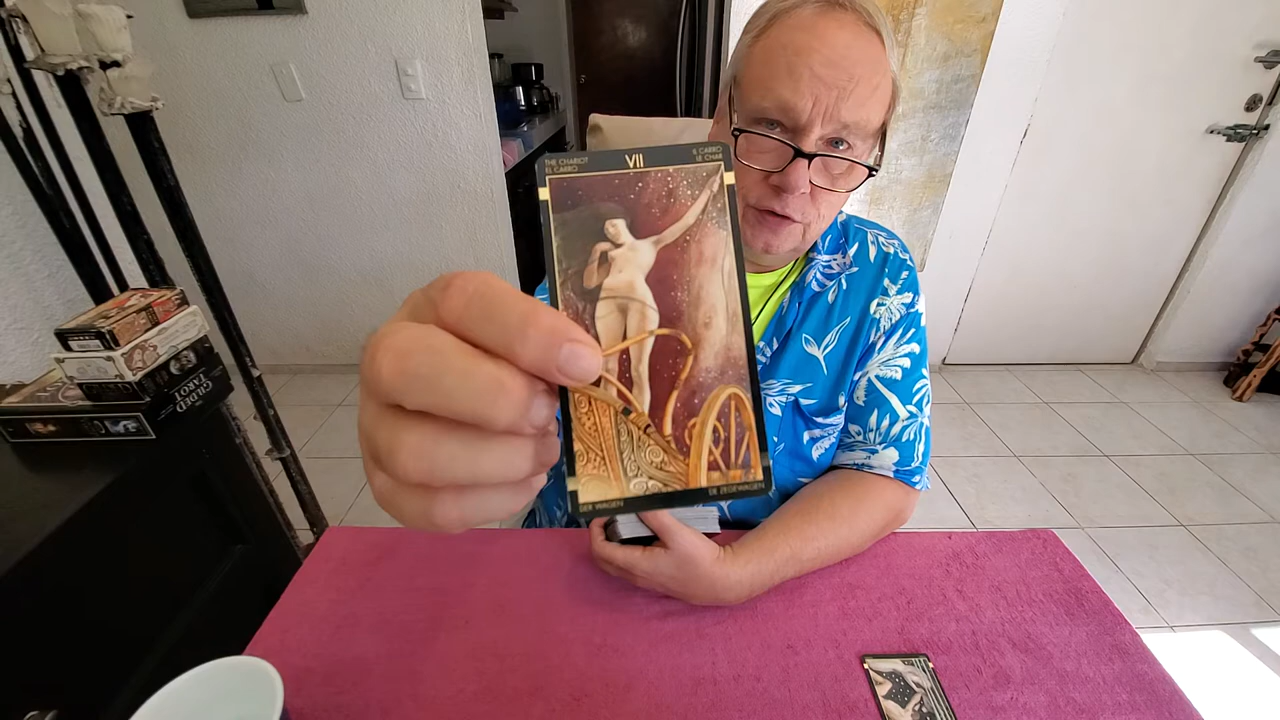 THE CHARIOT
EL CARRO
VII
IL CARRO
LE CHAR
DER WAGEN
DE ZEGEWAGEN
GILDED
TAROT